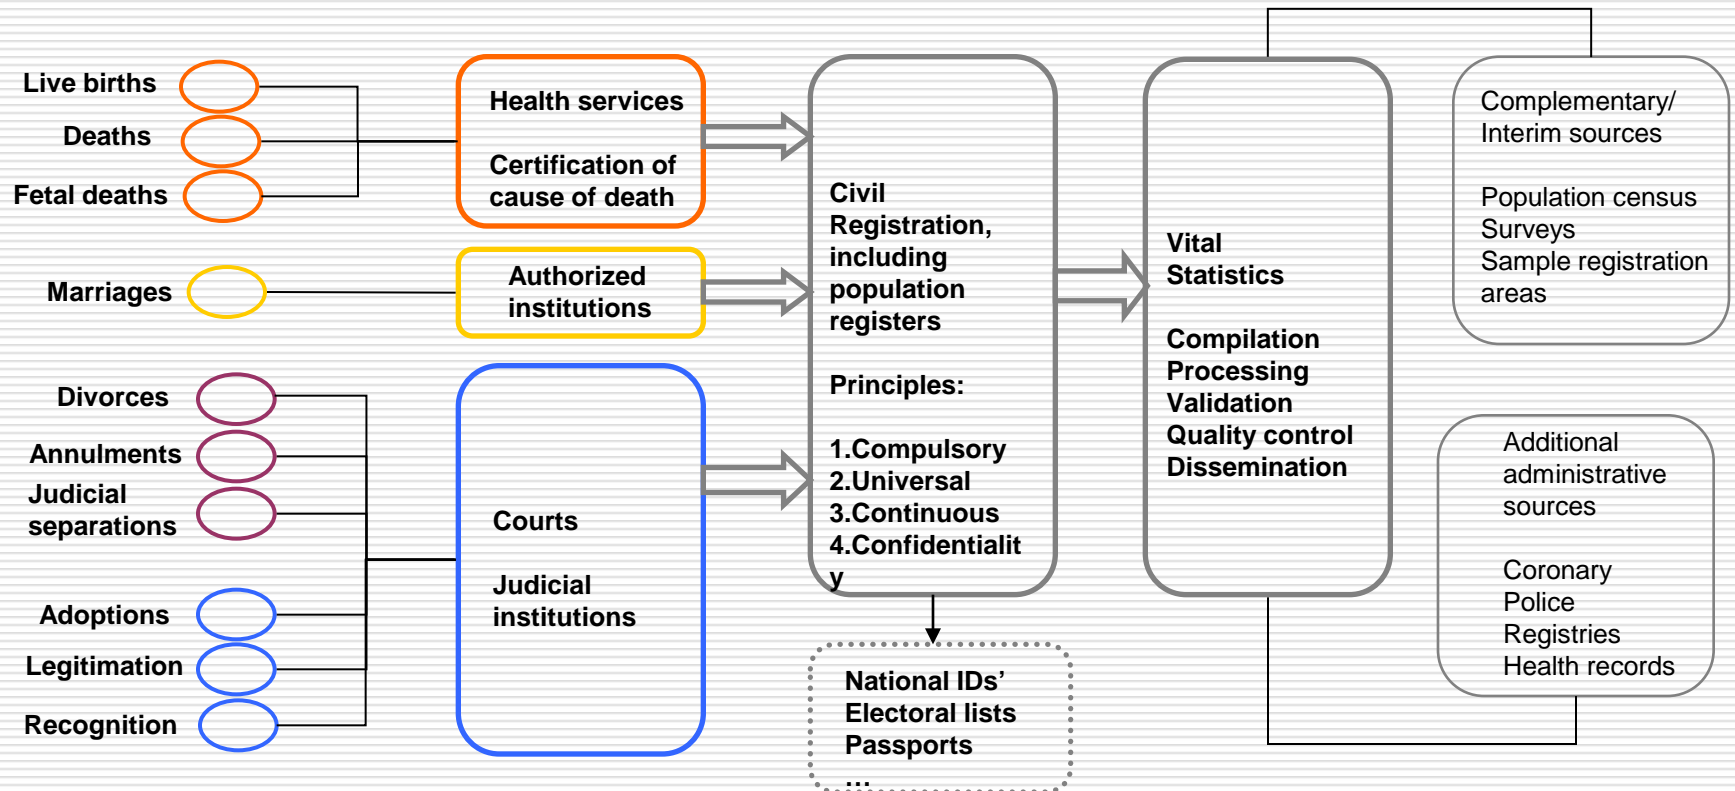 Live births
Deaths
Fetal deaths
Marriages
Divorces
Annulments
Judicial
separations
Adoptions
Legitimation
Recognition
Health services
Certification of
cause of death
Authorized
institutions
Courts
Judicial
institutions
Civil
Registration,
including
population
registers
Principles:
1.Compulsory
2.Universal
3.Continuous
4.Confidentialit
y
National IDs’
Electoral lists
Passports
...
Vital
Statistics
Compilation
Processing
Validation
Quality control
Dissemination
Complementary/
Interim sources
Population census
Surveys
Sample registration
areas
Additional
administrative
sources
Coronary
Police
Registries
Health records